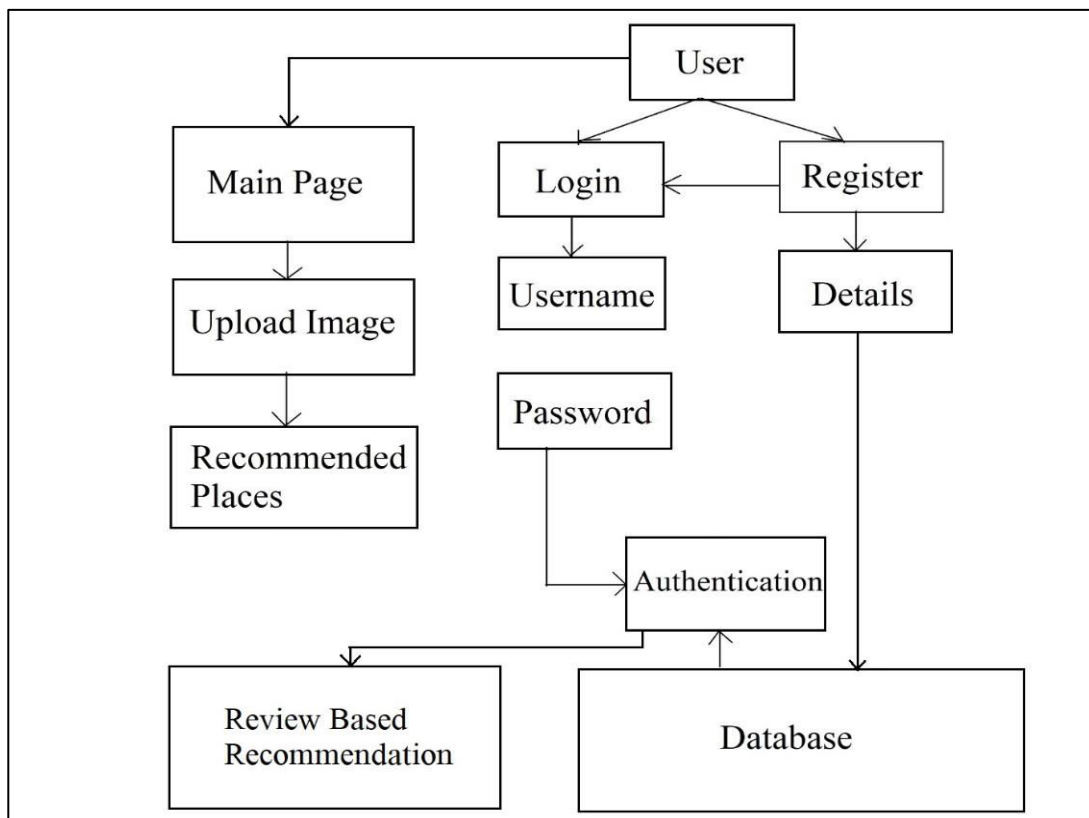 User
Main Page
Login
Register
Username
Details
Upload Image
Password
Recommended
Places
Authentication
Review Based
Recommendation
Database